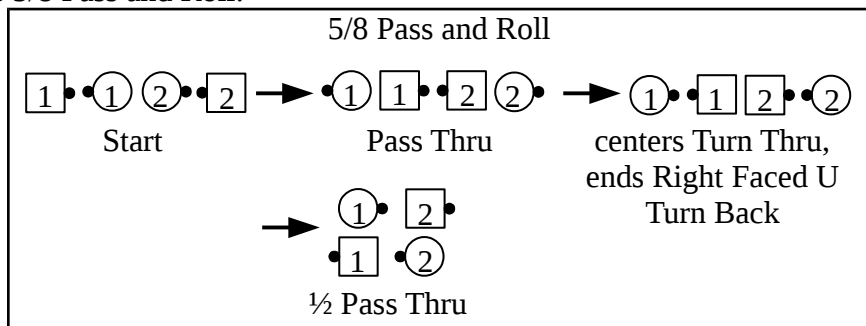 5/8 Pass and Roll
1 1 2 2 1 1 2 2 1 1 2 2
Start Pass Thru centers Turn Thru,
ends Right Faced U
Turn Back
1 2
1 2
½ Pass Thru